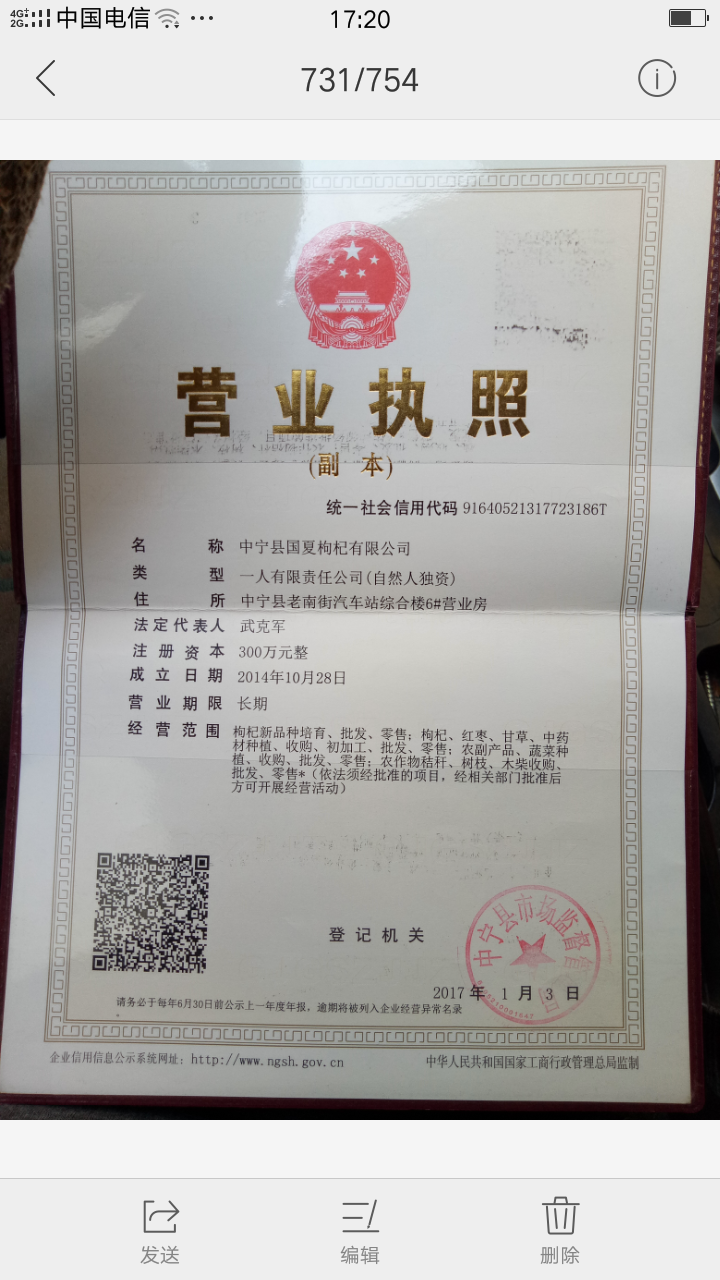 4G+ 2G 中国电信 ··· 17:20
731/754
营业执照
(副 本)
统一社会信用代码 91640521317723186T
名 称 中宁县国夏枸杞有限公司
类 型 一人有限责任公司(自然人独资)
住 所 中宁县老南街汽车站综合楼6#营业房
法定代表人 武克军
注册资本 300万元整
成立日期 2014年10月28日
营业期限 长期
经营范围 枸杞新品种培育、批发、零售；枸杞、红枣、甘草、中药
材种植、收购、初加工、批发、零售；农副产品、蔬菜种
植、收购、批发、零售；农作物秸秆、树枝、木柴收购、
批发、零售*（依法须经批准的项目，经相关部门批准后
方可开展经营活动）
中宁县市场监督管
登记机关
2017 年 1 月 3 日
请务必于每年6月30日前公示上一年度年报，逾期将被列入企业经营异常名录
企业信用信息公示系统网址：http://www.ngsh.gov.cn
中华人民共和国国家工商行政管理总局监制
发送 编辑 删除